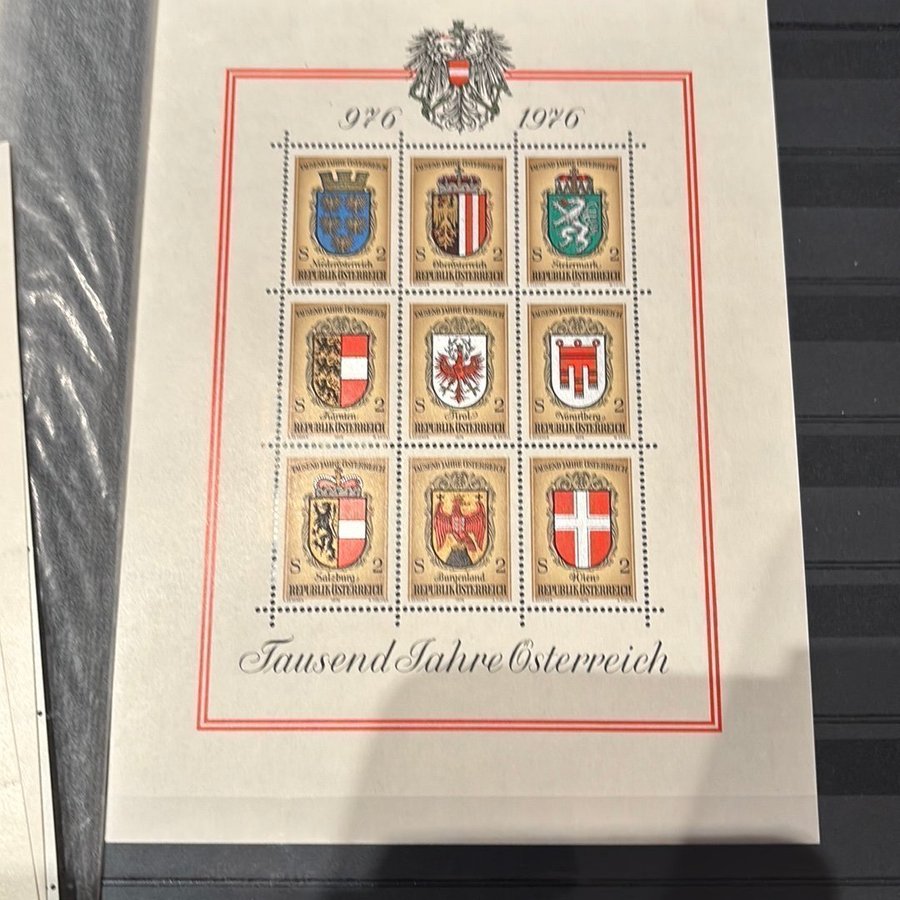 976 1976
TAUSEND JAHRE ÖSTERREICH TAUSEND JAHRE ÖSTERREICH TAUSEND JAHRE ÖSTERREICH
S 2 S 2 S 2
Niederösterreich Oberösterreich Steiermark
REPUBLIK ÖSTERREICH REPUBLIK ÖSTERREICH REPUBLIK ÖSTERREICH
TAUSEND JAHRE ÖSTERREICH TAUSEND JAHRE ÖSTERREICH TAUSEND JAHRE ÖSTERREICH
S 2 S 2 S 2
Kärnten Tirol Vorarlberg
REPUBLIK ÖSTERREICH REPUBLIK ÖSTERREICH REPUBLIK ÖSTERREICH
TAUSEND JAHRE ÖSTERREICH TAUSEND JAHRE ÖSTERREICH TAUSEND JAHRE ÖSTERREICH
S 2 S 2 S 2
Salzburg Burgenland Wien
REPUBLIK ÖSTERREICH REPUBLIK ÖSTERREICH REPUBLIK ÖSTERREICH
Tausend Jahre Österreich